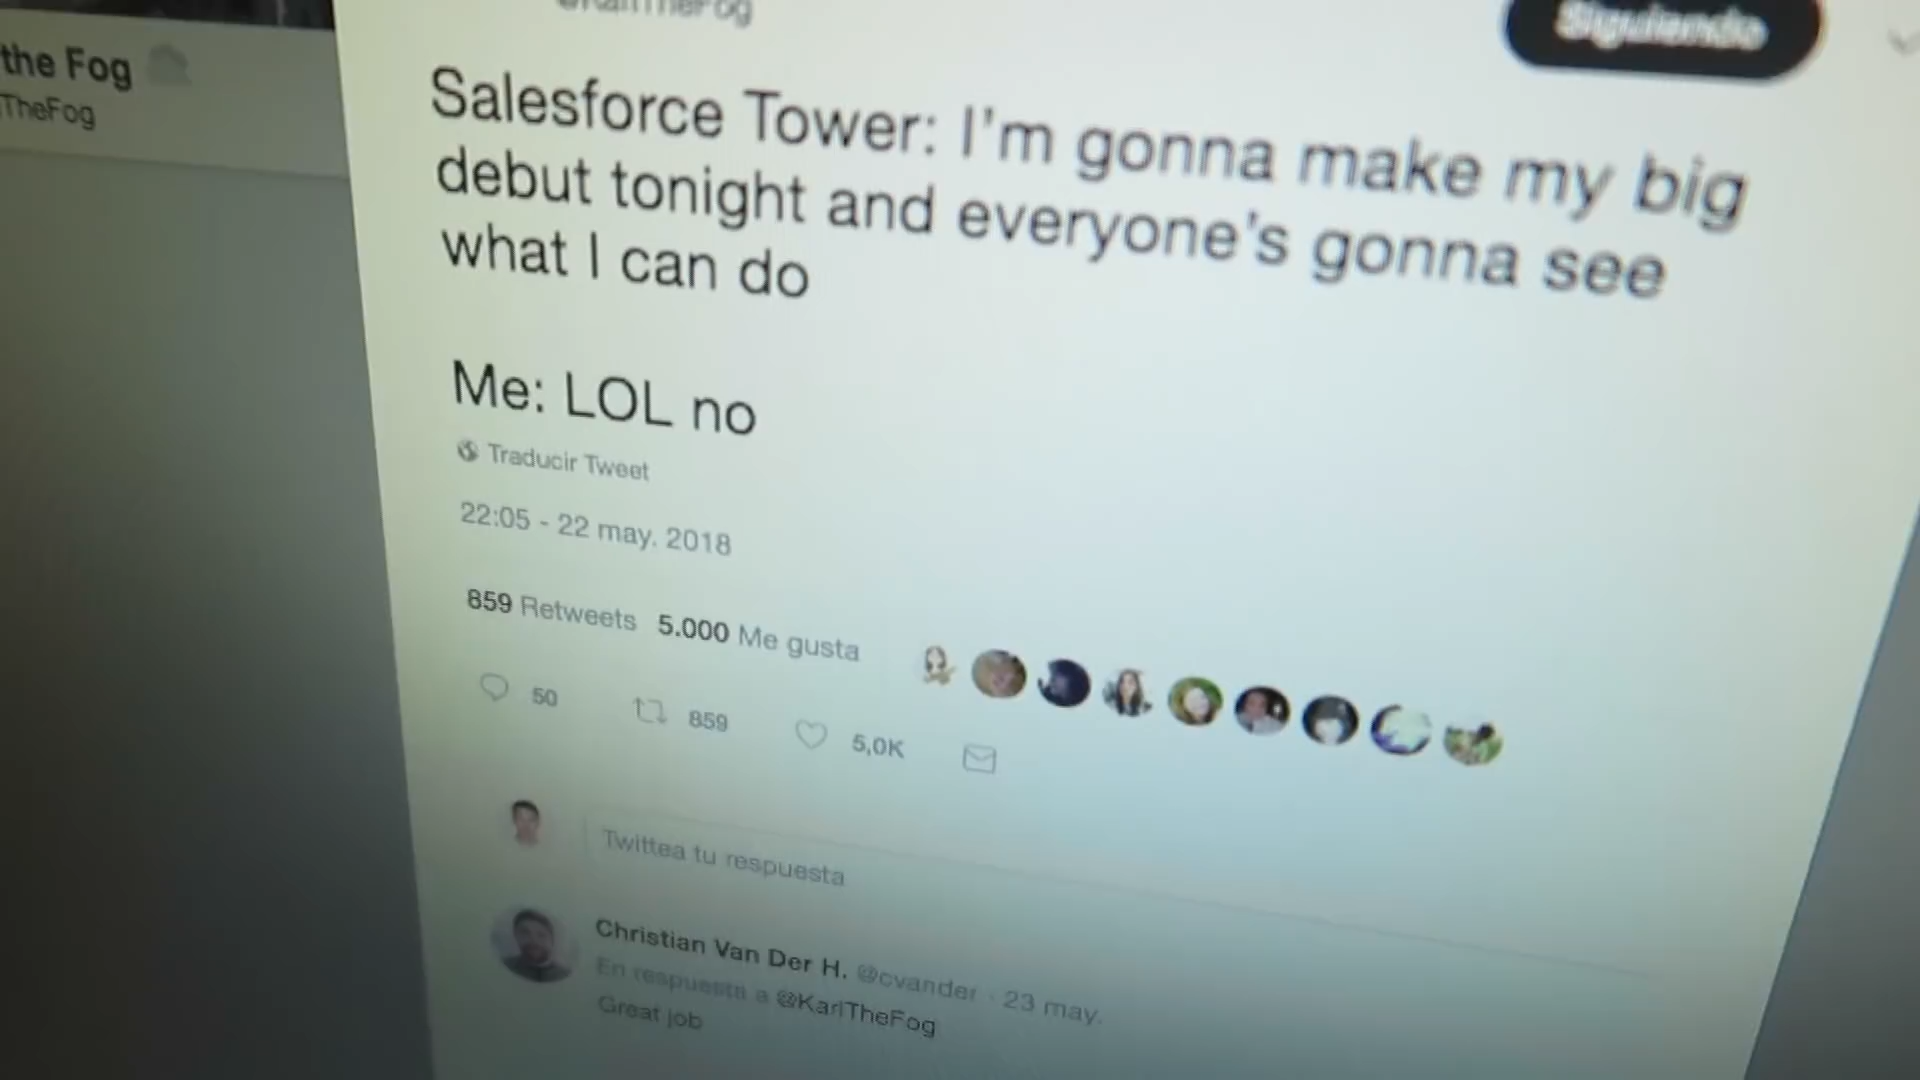 the Fog
TheFog
@KarlTheFog
Siguiendo
Salesforce Tower: I'm gonna make my big
debut tonight and everyone's gonna see
what I can do
Me: LOL no
Traducir Tweet
22:05 - 22 may. 2018
859 Retweets 5.000 Me gusta
50 859 5,0K
Twittea tu respuesta
Christian Van Der H. @cvander · 23 may.
En respuesta a @KarlTheFog
Great job